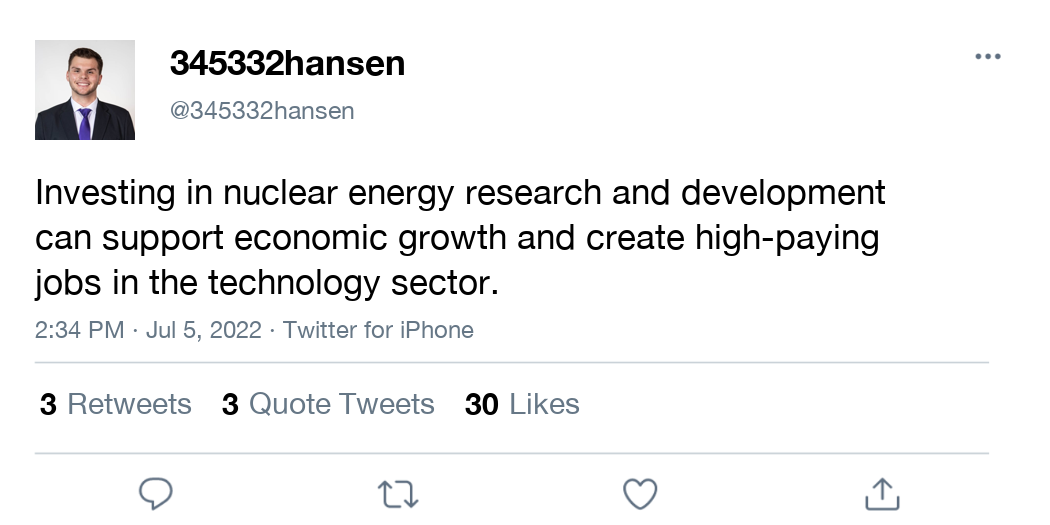 345332hansen
@345332hansen
Investing in nuclear energy research and development
can support economic growth and create high-paying
jobs in the technology sector.
2:34 PM · Jul 5, 2022 · Twitter for iPhone
3 Retweets 3 Quote Tweets 30 Likes